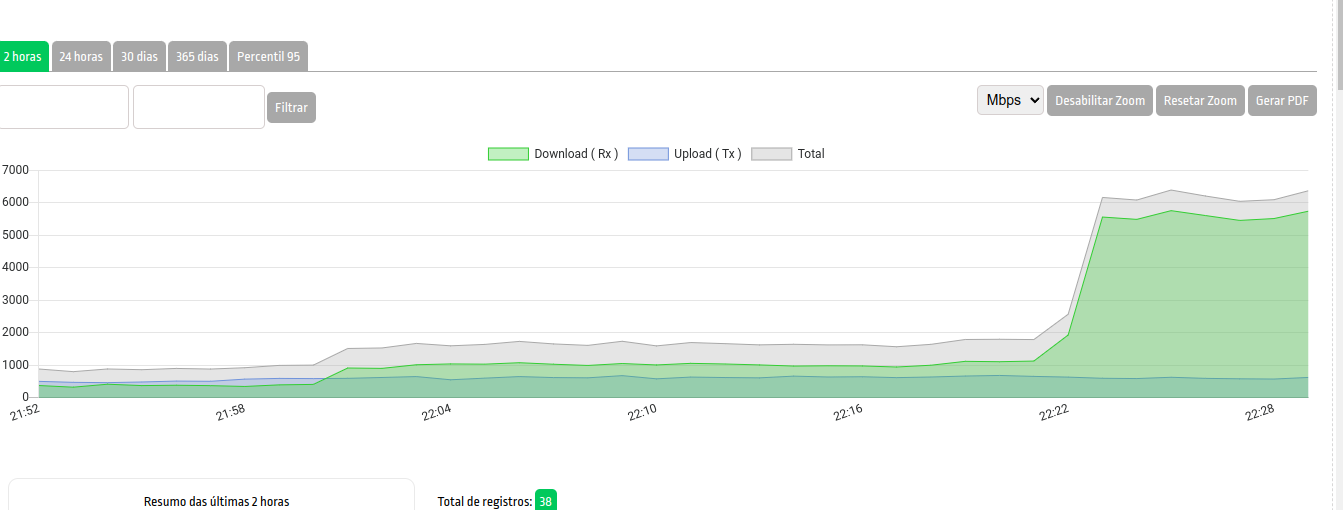 2 horas 24 horas 30 dias 365 dias Percentil 95
Filtrar Mbps Desabilitar Zoom Resetar Zoom Gerar PDF
Download ( Rx ) Upload ( Tx ) Total
7000
6000
5000
4000
3000
2000
1000
0
21:52 21:58 22:04 22:10 22:16 22:22 22:28
Resumo das últimas 2 horas Total de registros: 38